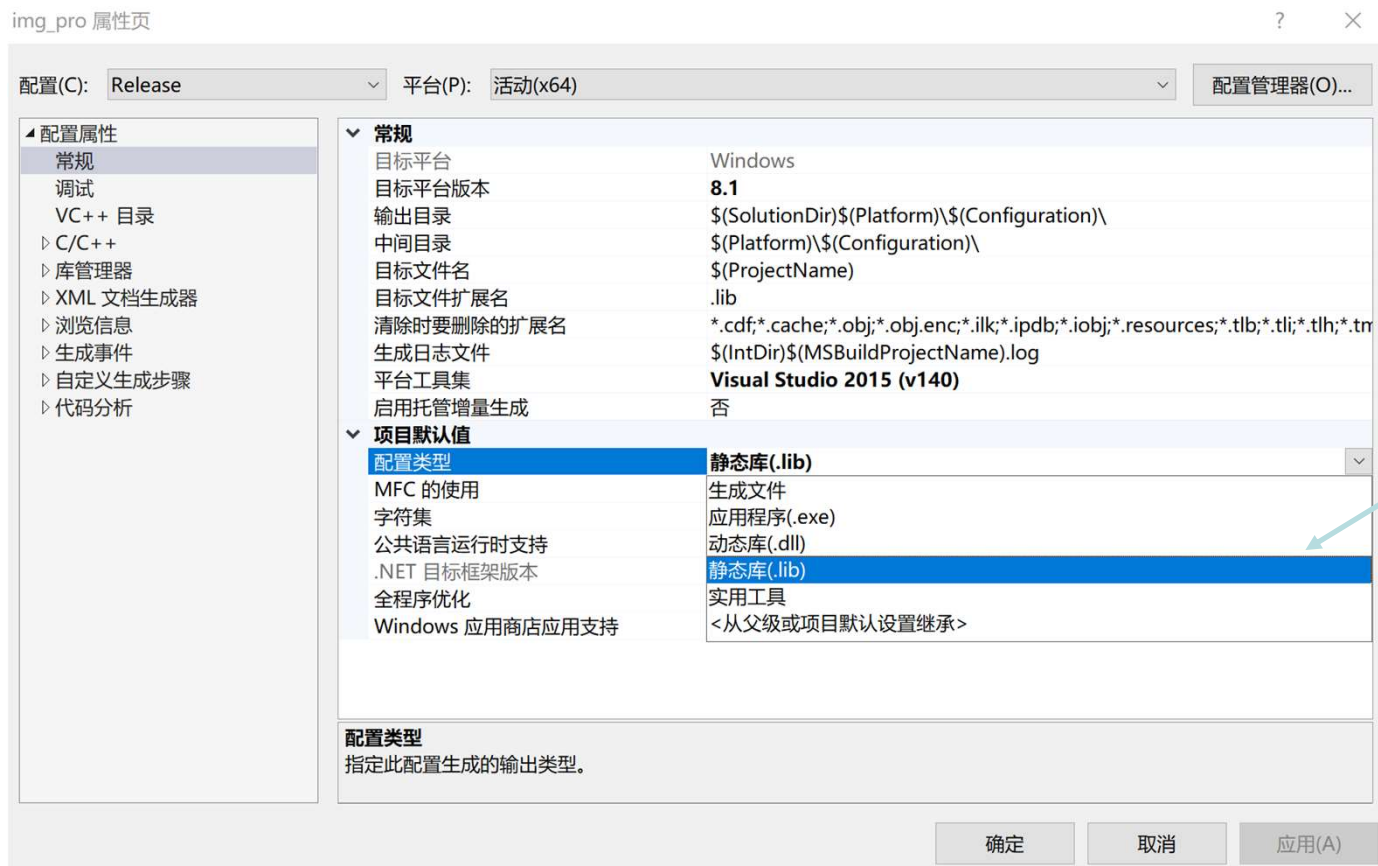 img_pro 属性页
?
配置(C): Release 平台(P): 活动(x64) 配置管理器(O)...
配置属性
常规
调试
VC++ 目录
C/C++
库管理器
XML 文档生成器
浏览信息
生成事件
自定义生成步骤
代码分析
常规
目标平台 Windows
目标平台版本 8.1
输出目录 $(SolutionDir)$(Platform)\$(Configuration)\
中间目录 $(Platform)\$(Configuration)\
目标文件名 $(ProjectName)
目标文件扩展名 .lib
清除时要删除的扩展名 *.cdf;*.cache;*.obj;*.obj.enc;*.ilk;*.ipdb;*.iobj;*.resources;*.tlb;*.tli;*.tlh;*.tm
生成日志文件 $(IntDir)$(MSBuildProjectName).log
平台工具集 Visual Studio 2015 (v140)
启用托管增量生成 否
项目默认值
配置类型 静态库(.lib)
MFC 的使用 生成文件
字符集 应用程序(.exe)
公共语言运行时支持 动态库(.dll)
.NET 目标框架版本 静态库(.lib)
全程序优化 实用工具
Windows 应用商店应用支持 <从父级或项目默认设置继承>
配置类型
指定此配置生成的输出类型。
确定 取消 应用(A)